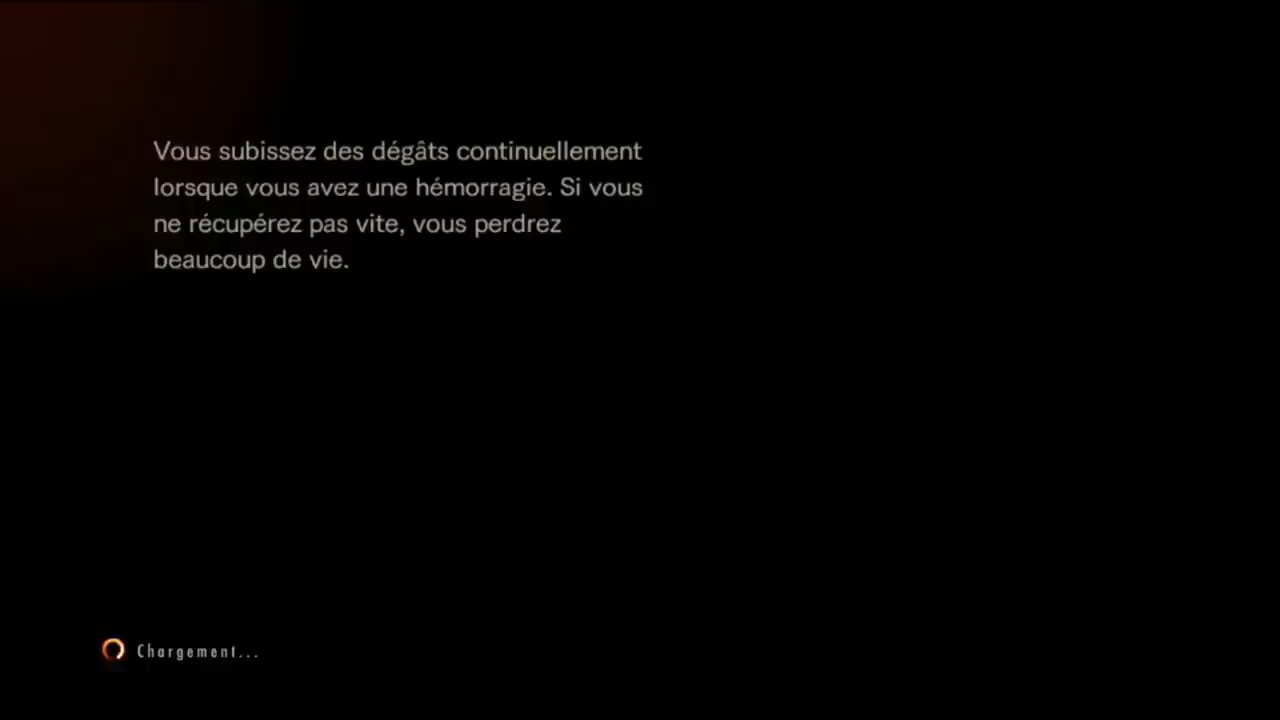 Vous subissez des dégâts continuellement
lorsque vous avez une hémorragie. Si vous
ne récupérez pas vite, vous perdrez
beaucoup de vie.
Chargement...